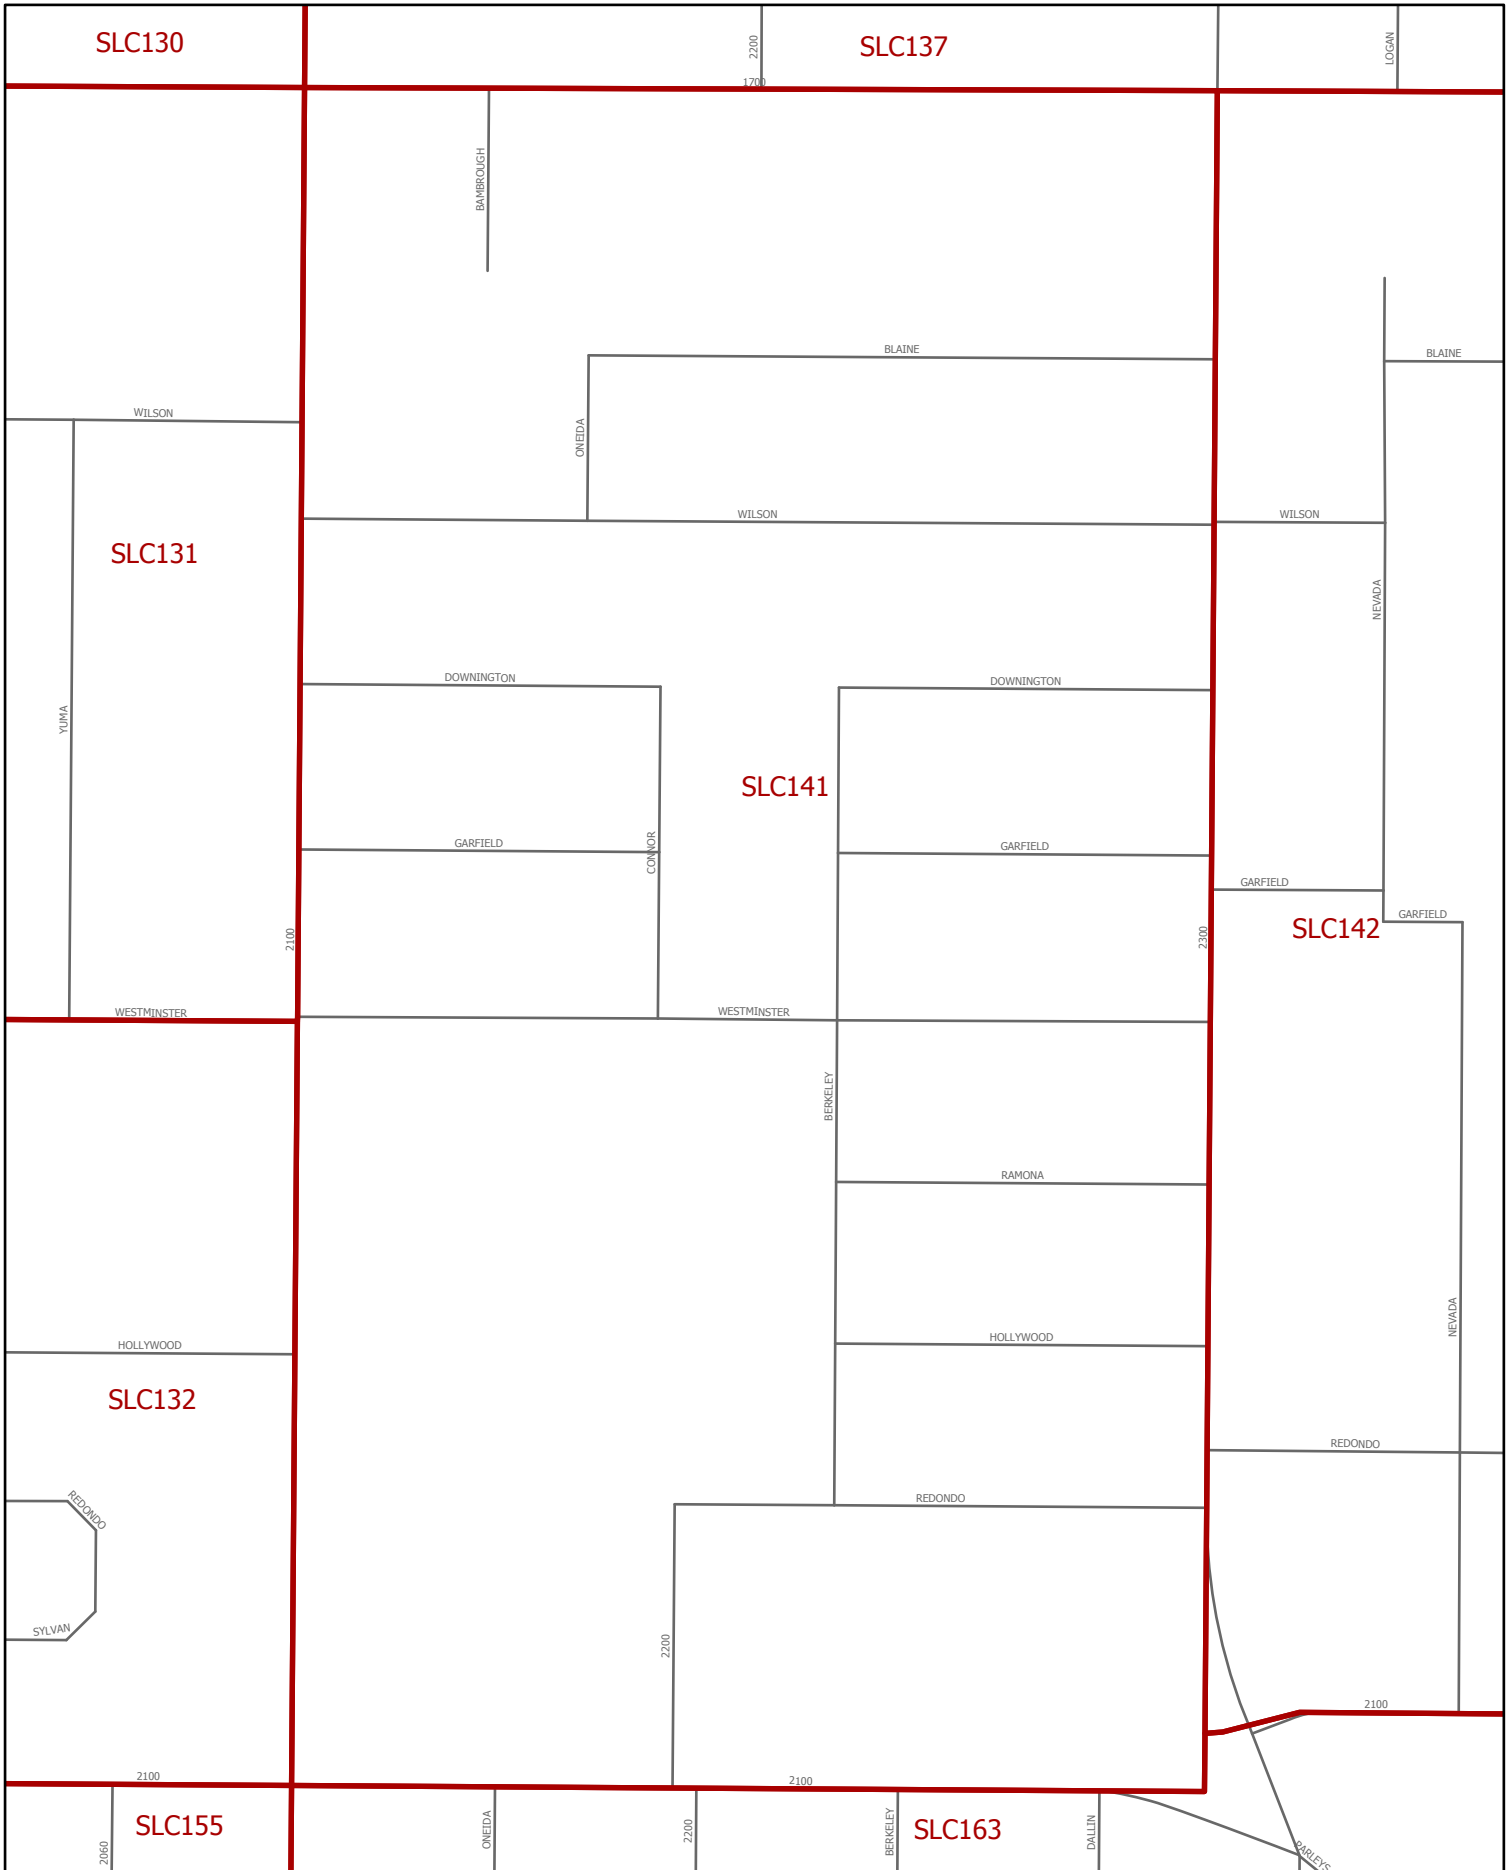 SLC130
2200
SLC137
LOGAN
1700
BAMBROUGH
BLAINE
BLAINE
WILSON
ONEIDA
WILSON
WILSON
SLC131
NEVADA
DOWNINGTON
DOWNINGTON
YUMA
SLC141
GARFIELD
CONNOR
GARFIELD
GARFIELD
GARFIELD
SLC142
2100
2300
WESTMINSTER
WESTMINSTER
BERKELEY
RAMONA
NEVADA
HOLLYWOOD
HOLLYWOOD
SLC132
REDONDO
REDONDO
REDONDO
SYLVAN
2200
2100
2100
2100
SLC155
2060
ONEIDA
2200
BERKELEY
SLC163
DALLIN
PARLEYS